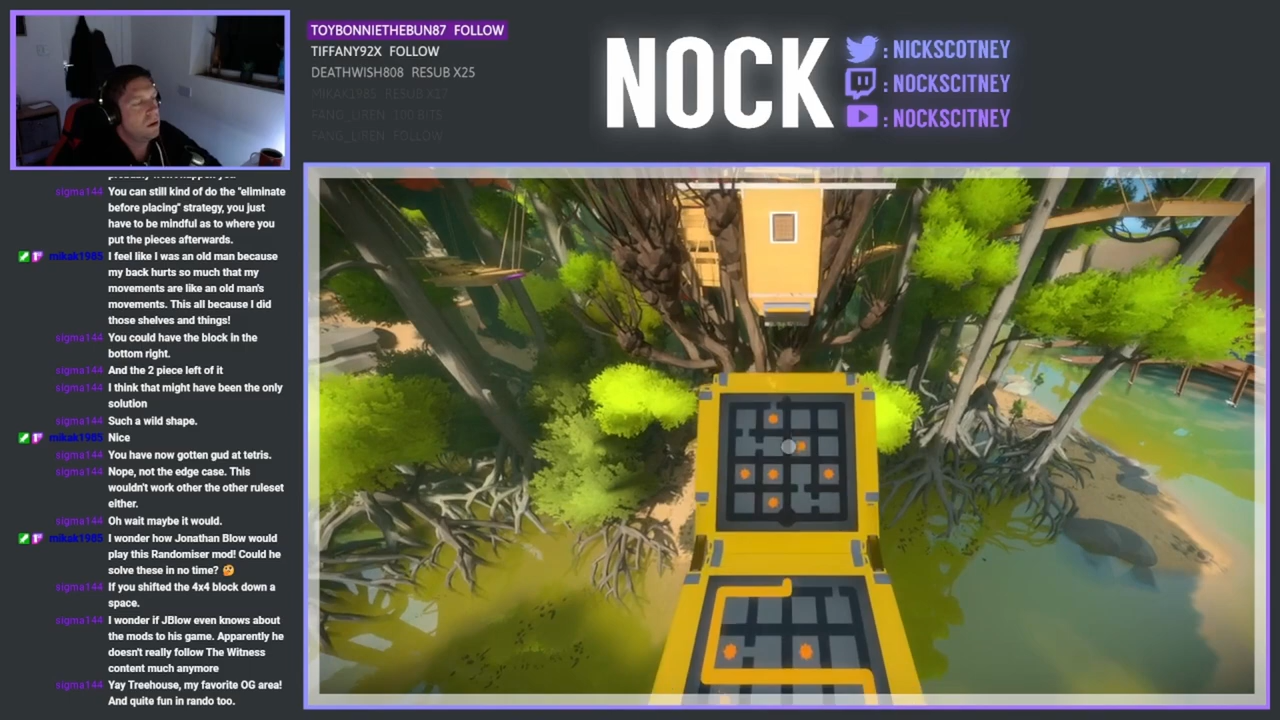 TOYBONNIETHEBUN87 FOLLOW
TIFFANY92X FOLLOW
DEATHWISH808 RESUB X25
MIKAK1985 RESUB X17
FANG_LIREN 100 BITS
FANG_LIREN FOLLOW
NOCK
: NICKSCOTNEY
: NOCKSCITNEY
: NOCKSCITNEY
sigma144 You can still kind of do the "eliminate
before placing" strategy, you just
have to be mindful as to where you
put the pieces afterwards.
mikak1985 I feel like I was an old man because
my back hurts so much that my
movements are like an old man's
movements. This all because I did
those shelves and things!
sigma144 You could have the block in the
bottom right.
sigma144 And the 2 piece left of it
sigma144 I think that might have been the only
solution
sigma144 Such a wild shape.
mikak1985 Nice
sigma144 You have now gotten gud at tetris.
sigma144 Nope, not the edge case. This
wouldn't work other the other ruleset
either.
sigma144 Oh wait maybe it would.
mikak1985 I wonder how Jonathan Blow would
play this Randomiser mod! Could he
solve these in no time? 🤔
sigma144 If you shifted the 4x4 block down a
space.
sigma144 I wonder if JBlow even knows about
the mods to his game. Apparently he
doesn't really follow The Witness
content much anymore
sigma144 Yay Treehouse, my favorite OG area!
And quite fun in rando too.